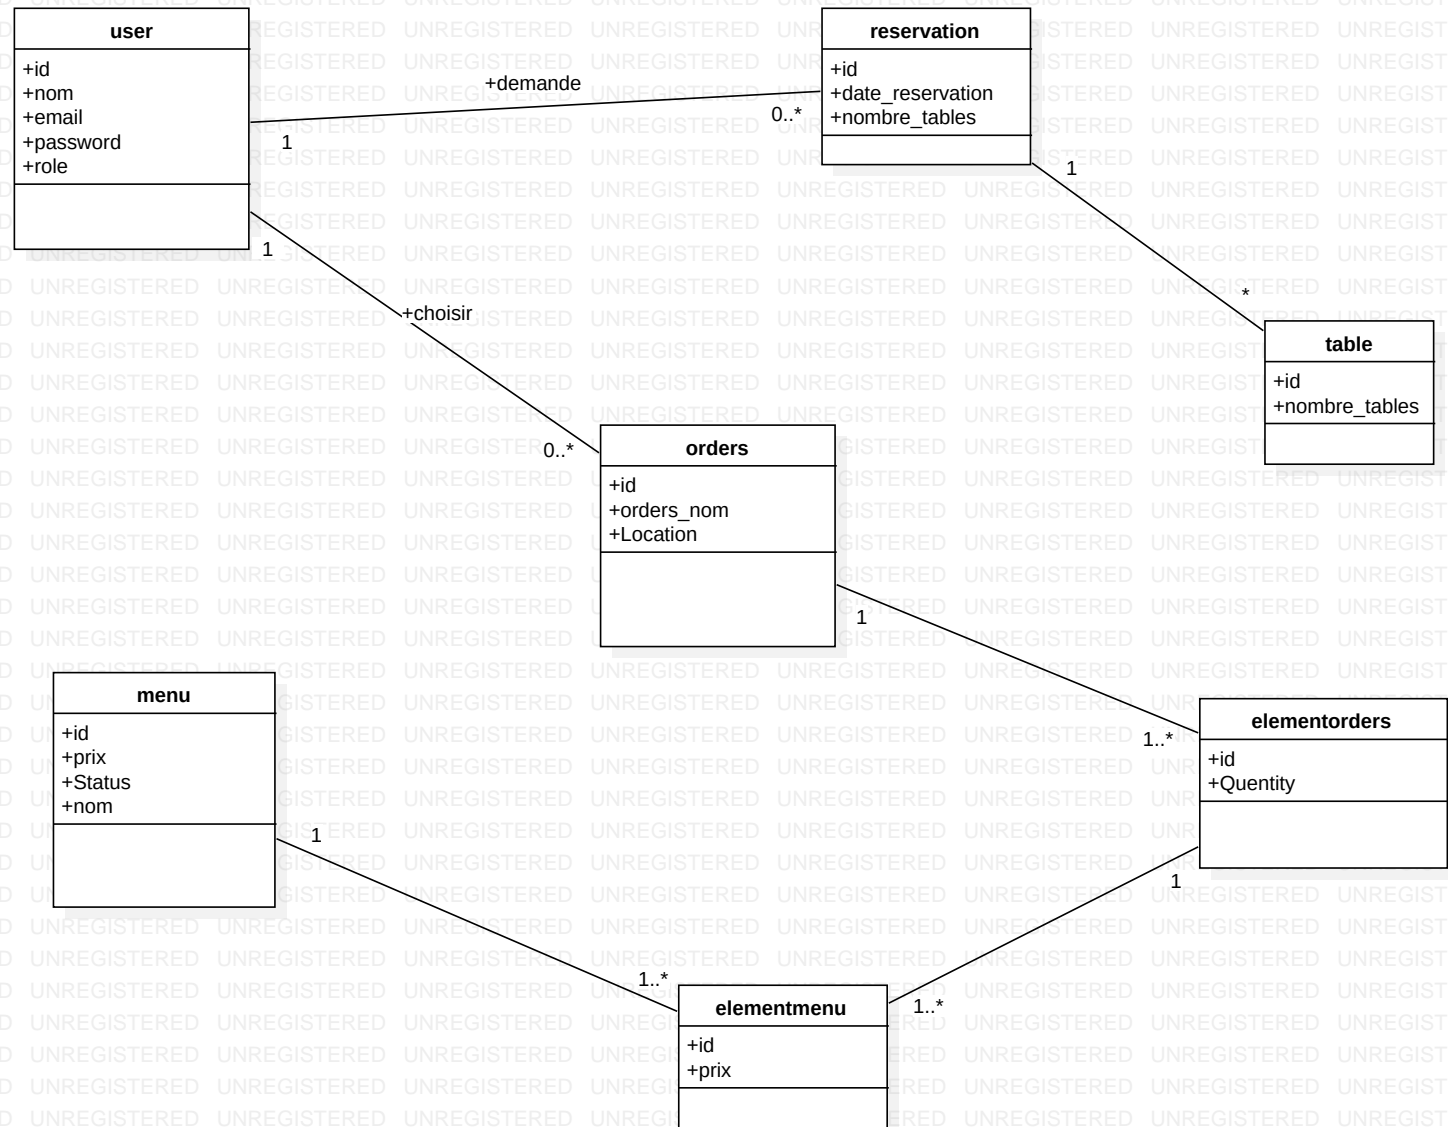 user
+id
+nom
+email
+password
+role
reservation
+id
+date_reservation
+nombre_tables
+demande
1
0..*
1
*
1
+choisir
0..*
table
+id
+nombre_tables
orders
+id
+orders_nom
+Location
1
1..*
menu
+id
+prix
+Status
+nom
elementorders
+id
+Quentity
1
1
1..*
1..*
elementmenu
+id
+prix
UNREGISTERED